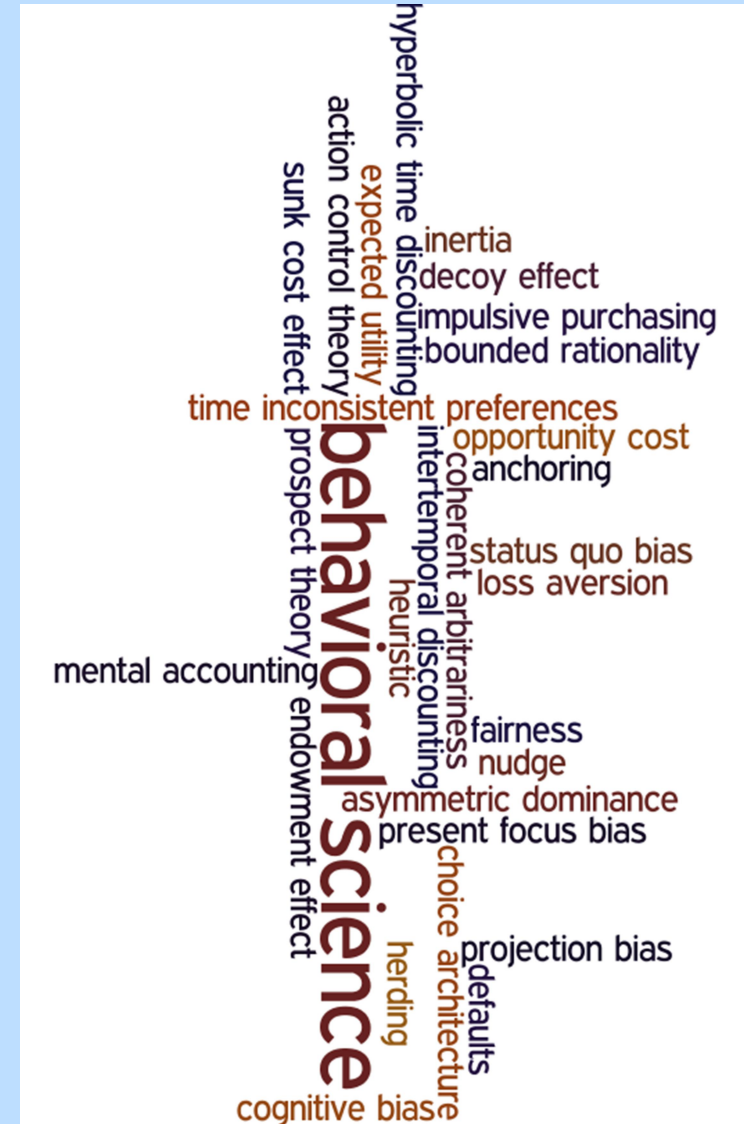 hyperbolic time discounting
action control theory
expected utility
sunk cost effect
inertia
decoy effect
impulsive purchasing
bounded rationality
time inconsistent preferences
opportunity cost
anchoring
behavioral science
prospect theory
intertemporal discounting
coherent arbitrariness
status quo bias
loss aversion
heuristic
mental accounting
endowment effect
fairness
nudge
asymmetric dominance
present focus bias
choice architecture
projection bias
herding
defaults
cognitive bias